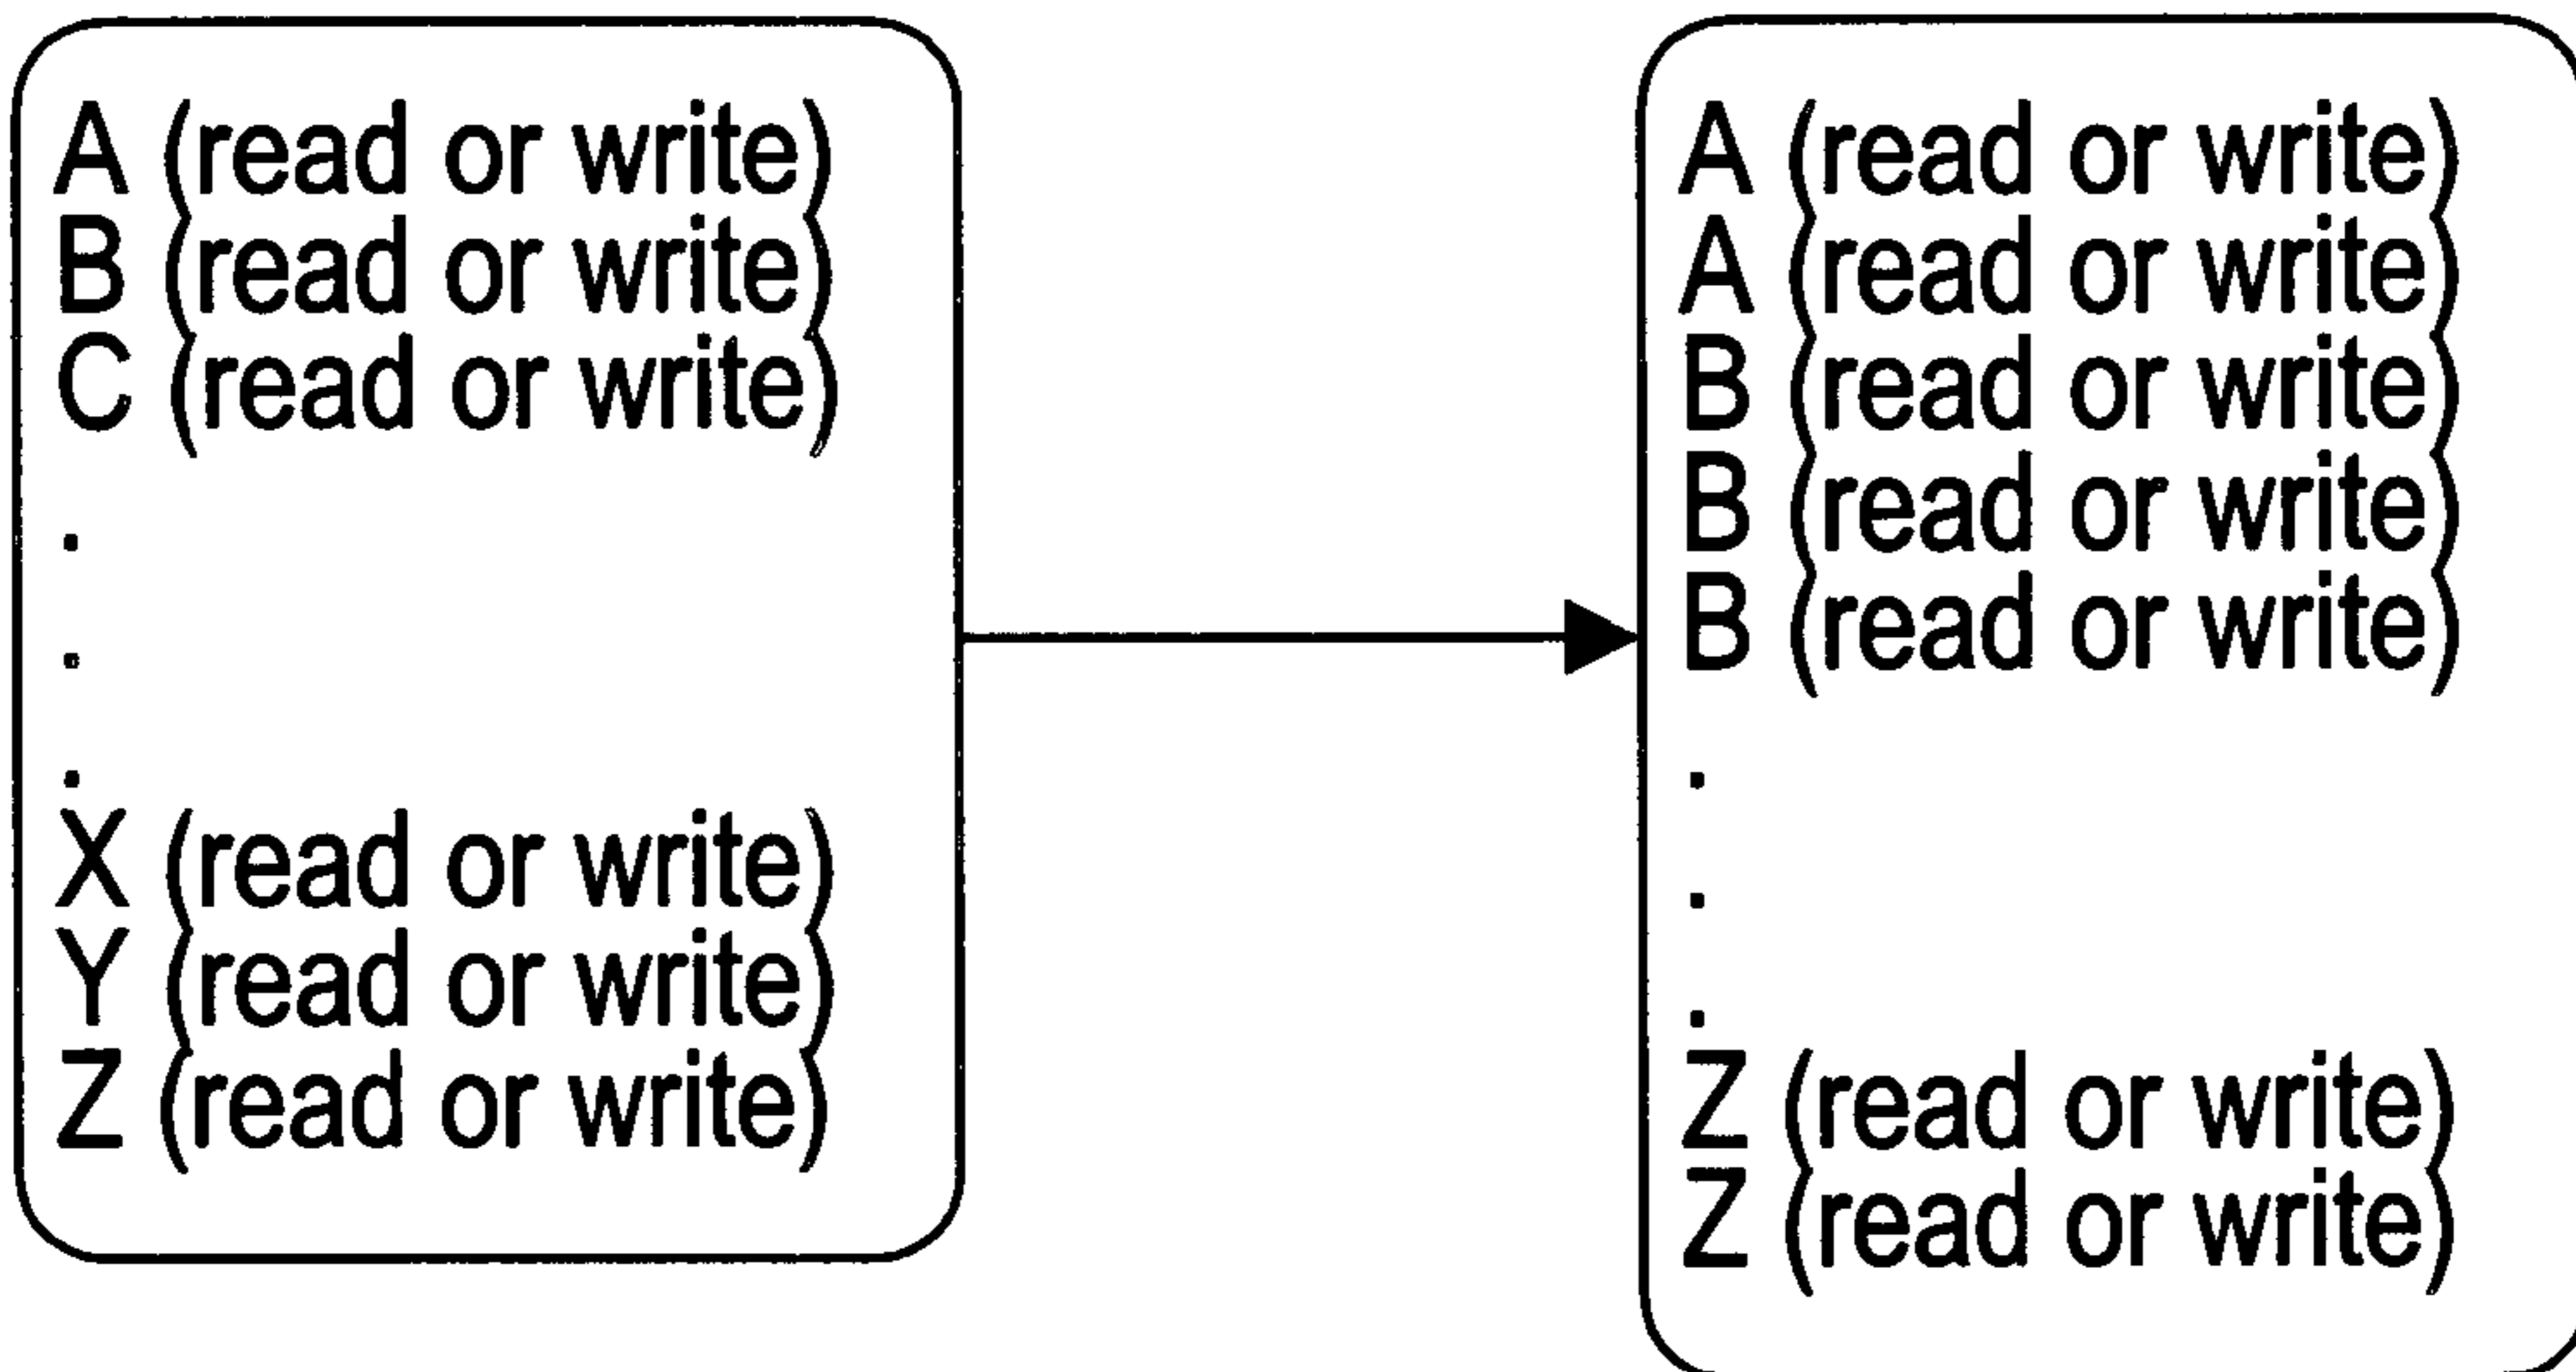 A (read or write)
B (read or write)
C (read or write)
.
.
.
X (read or write)
Y (read or write)
Z (read or write)
A (read or write)
A (read or write)
B (read or write)
B (read or write)
B (read or write)
.
.
.
Z (read or write)
Z (read or write)